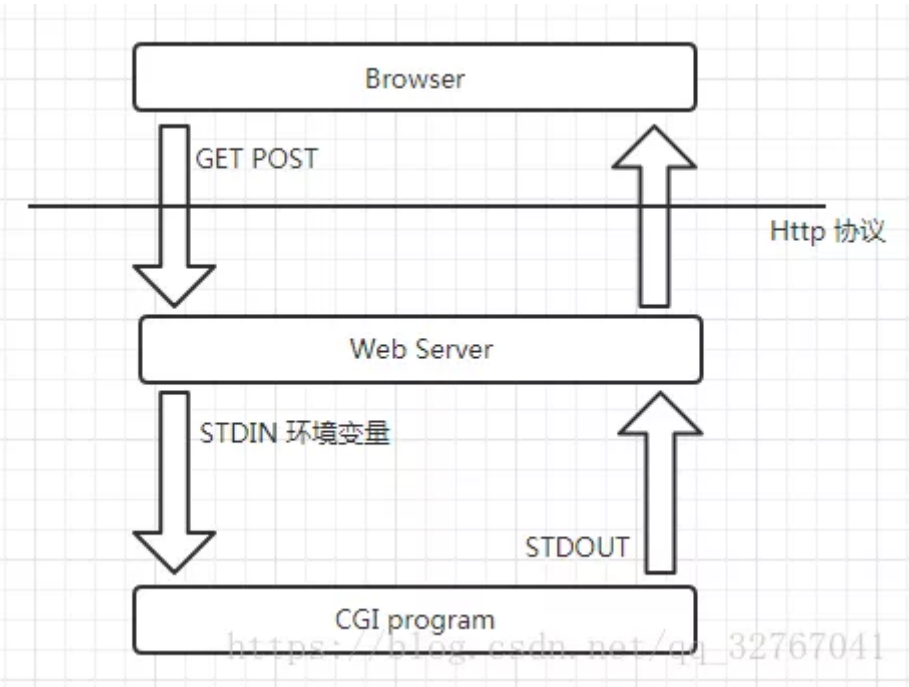 Browser
GET POST
Http 协议
Web Server
STDIN 环境变量
STDOUT
CGI program
https://blog.csdn.net/qq_32767041